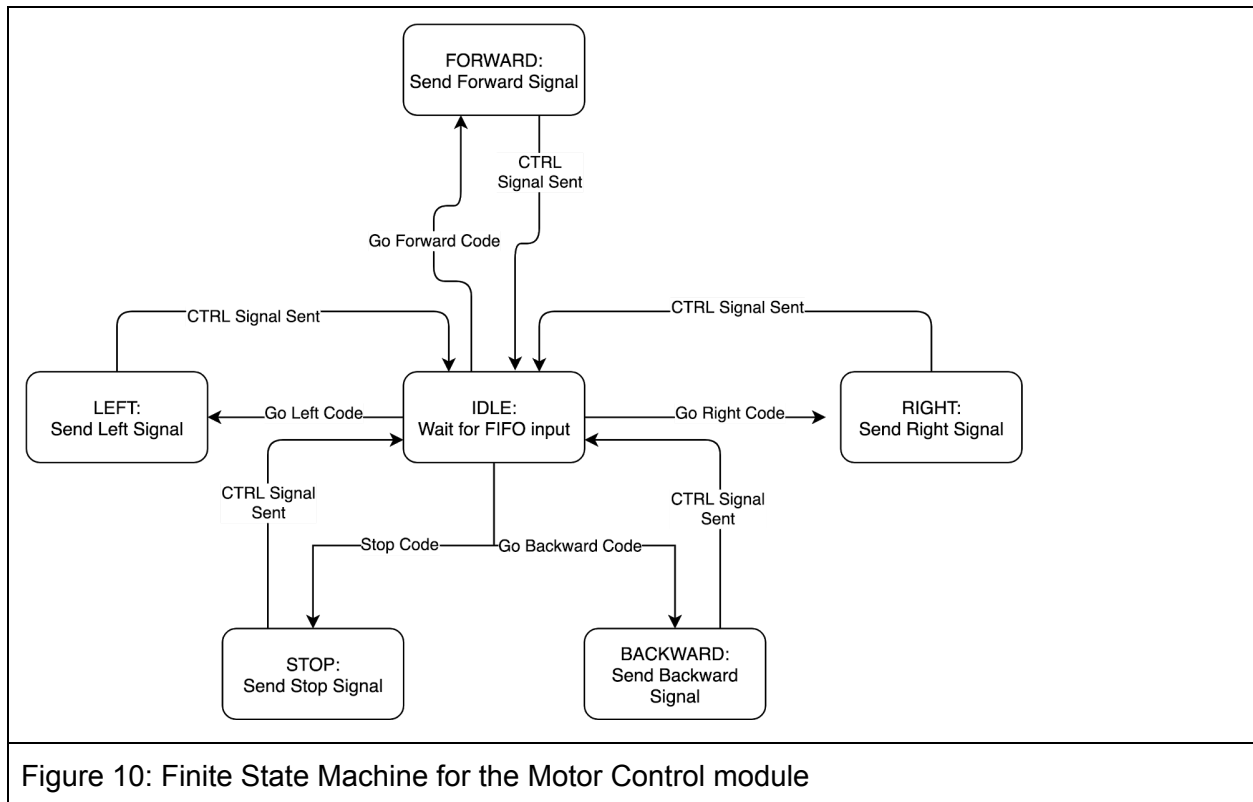 FORWARD:
Send Forward Signal
CTRL
Signal Sent
Go Forward Code
CTRL Signal Sent
CTRL Signal Sent
LEFT:
Send Left Signal
Go Left Code
IDLE:
Wait for FIFO input
Go Right Code
RIGHT:
Send Right Signal
CTRL Signal
Sent
CTRL Signal
Sent
Stop Code
Go Backward Code
STOP:
Send Stop Signal
BACKWARD:
Send Backward
Signal
Figure 10: Finite State Machine for the Motor Control module